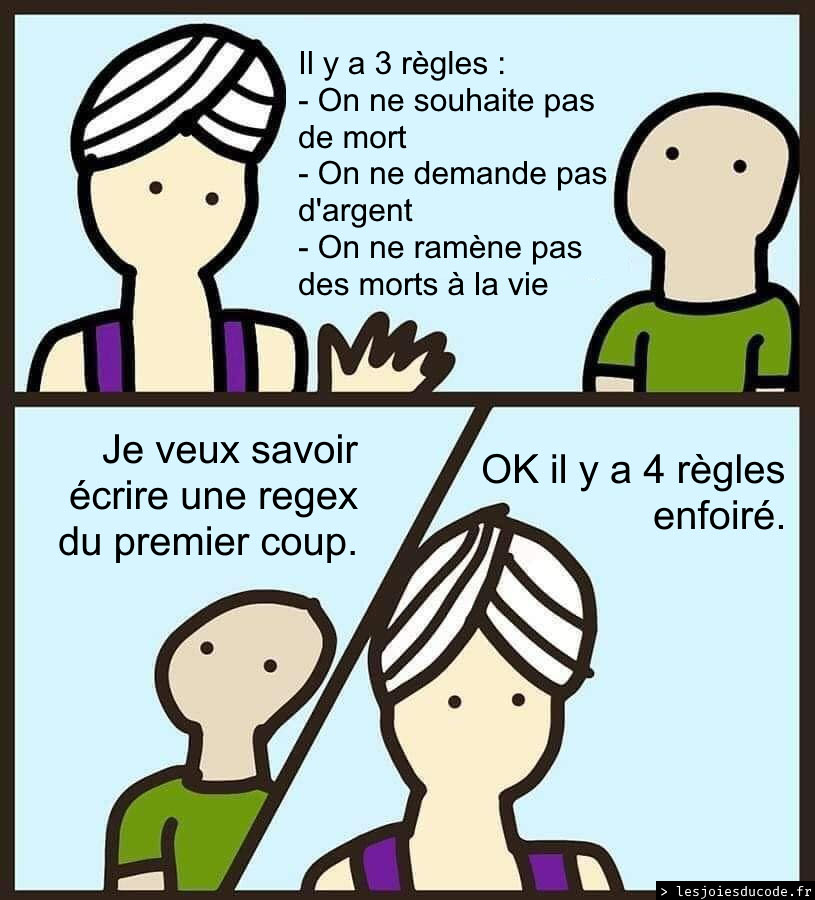 Il y a 3 règles :
- On ne souhaite pas
de mort
- On ne demande pas
d'argent
- On ne ramène pas
des morts à la vie
Je veux savoir
écrire une regex
du premier coup.
OK il y a 4 règles
enfoiré.
> lesjoiesducode.fr